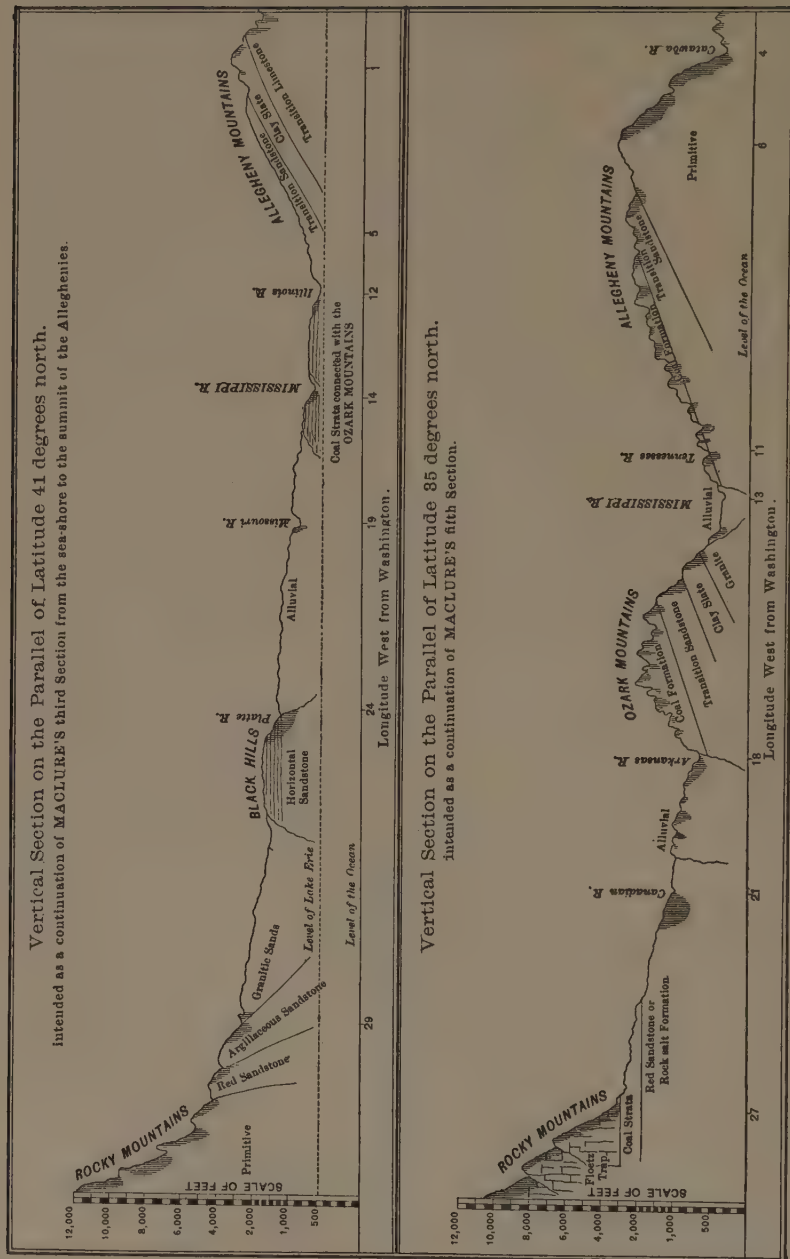 Vertical Section on the Parallel of Latitude 41 degrees north.
intended as a continuation of MACLURE'S third Section from the sea-shore to the summit of the Alleghenies.
12,000
10,000
8,000
6,000
4,000
2,000
1,000
500
SCALE OF FEET
ROCKY MOUNTAINS
Primitive
Red Sandstone
Argillaceous Sandstone
Granitic Sands
Level of Lake Erie
BLACK HILLS
Horizontal
Sandstone
Platte R.
Alluvial
Missouri R.
MISSISSIPPI R.
Coal Strata connected with the
OZARK MOUNTAINS
Illinois R.
ALLEGHENY MOUNTAINS
Transition Sandstone
Clay Slate
Transition Limestone
Level of the Ocean
29
24
19
14
12
5
1
Longitude West from Washington.
Vertical Section on the Parallel of Latitude 35 degrees north.
intended as a continuation of MACLURE'S fifth Section.
12,000
10,000
8,000
6,000
4,000
2,000
1,000
500
SCALE OF FEET
ROCKY MOUNTAINS
Floetz
Trap.
Coal Strata
Red Sandstone or
Rock salt Formation.
Canadian R.
Alluvial
Arkansas R.
OZARK MOUNTAINS
Coal Formation
Transition Sandstone
Clay Slate
Granite
MISSISSIPPI R.
Alluvial
Tennessee R.
ALLEGHENY MOUNTAINS
Formation
Transition
Sandstone
Primitive
Catawba R.
Level of the Ocean
27
21
18
13
11
6
4
Longitude West from Washington.